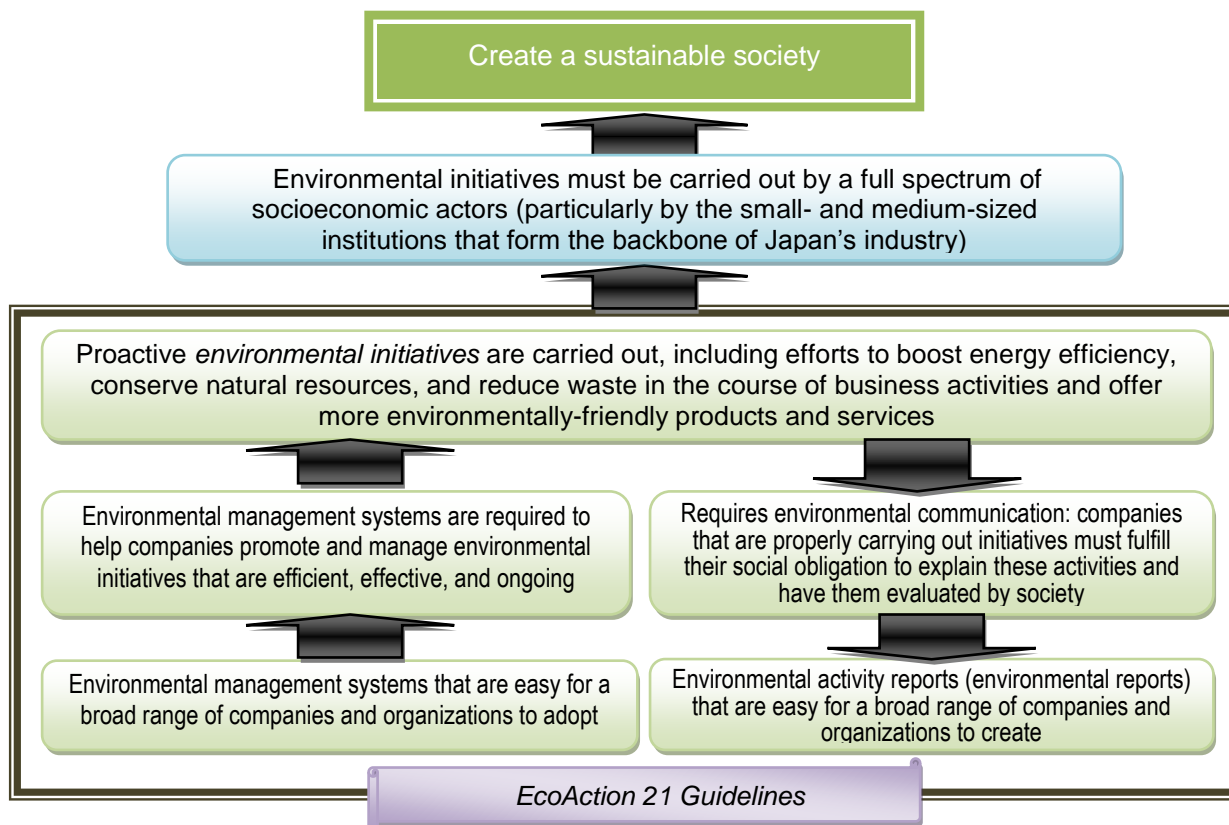 Create a sustainable society
Environmental initiatives must be carried out by a full spectrum of
socioeconomic actors (particularly by the small- and medium-sized
institutions that form the backbone of Japan’s industry)
Proactive environmental initiatives are carried out, including efforts to boost energy efficiency,
conserve natural resources, and reduce waste in the course of business activities and offer
more environmentally-friendly products and services
Environmental management systems are required to
help companies promote and manage environmental
initiatives that are efficient, effective, and ongoing
Requires environmental communication: companies
that are properly carrying out initiatives must fulfill
their social obligation to explain these activities and
have them evaluated by society
Environmental management systems that are easy for a
broad range of companies and organizations to adopt
Environmental activity reports (environmental reports)
that are easy for a broad range of companies and
organizations to create
EcoAction 21 Guidelines